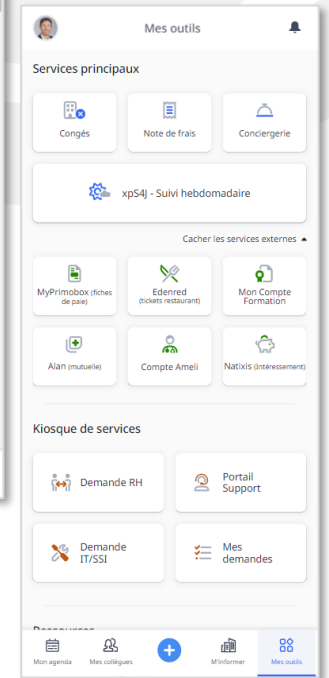 Mes outils
Services principaux
Congés
Note de frais
Conciergerie
xpS4J - Suivi hebdomadaire
Cacher les services externes
MyPrimobox (fiches
de paie)
Edenred
(tickets restaurant)
Mon Compte
Formation
Alan (mutuelle)
Compte Ameli
Natixis (Intéressement)
Kiosque de services
Demande RH
Portail
Support
Demande
IT/SSI
Mes
demandes
Ressources
Mon agenda
Mes collègues
M'informer
Mes outils